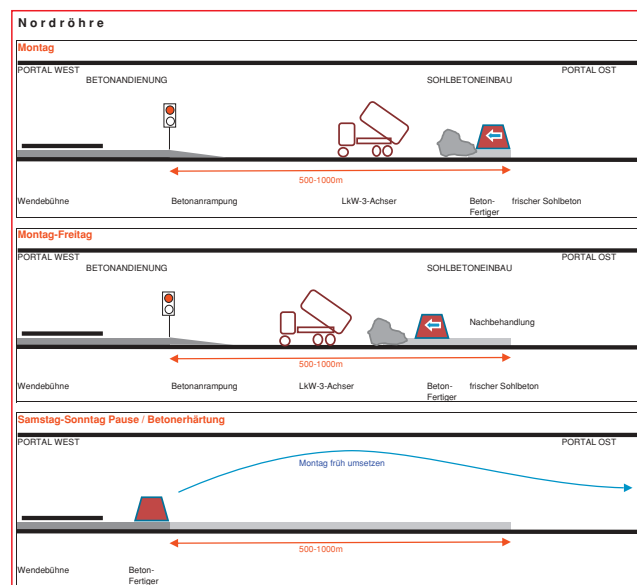 Nordröhre
Montag
PORTAL WEST
PORTAL OST
BETONANDIENUNG
SOHLBETONEINBAU
500-1000m
Wendebühne
Betonanrampung
LkW-3-Achser
Beton-
Fertiger
frischer Sohlbeton
Montag-Freitag
PORTAL WEST
PORTAL OST
BETONANDIENUNG
SOHLBETONEINBAU
Nachbehandlung
500-1000m
Wendebühne
Betonanrampung
LkW-3-Achser
Beton-
Fertiger
frischer Sohlbeton
Samstag-Sonntag Pause / Betonerhärtung
PORTAL WEST
PORTAL OST
Montag früh umsetzen
500-1000m
Wendebühne
Beton-
Fertiger